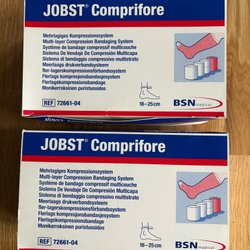 JOBST® Comprifore
Mehrlagiges Kompressionssystem
Multi-layer Compression Bandaging System
Système de bandage compressif multicouche
Sistema De Vendaje De Compresión Multicapa
Sistema di bendaggio compressivo multistrato
Meerlaags drukverbandsysteem
fler-lagerskompressionsförbandsystem
Flerlags kompressionsbandagesystem
Flerlagskompressionsbandasje
Monikerroksinen puristussidos
REF 72661-04
18 – 25 cm
BSN medical
JOBST® Comprifore
Mehrlagiges Kompressionssystem
Multi-layer Compression Bandaging System
Système de bandage compressif multicouche
Sistema De Vendaje De Compresión Multicapa
Sistema di bendaggio compressivo multistrato
Meerlaags drukverbandsysteem
fler-lagerskompressionsförbandsystem
Flerlags kompressionsbandagesystem
Flerlagskompressionsbandasje
Monikerroksinen puristussidos
REF 72661-04
18 – 25 cm
BSN medical